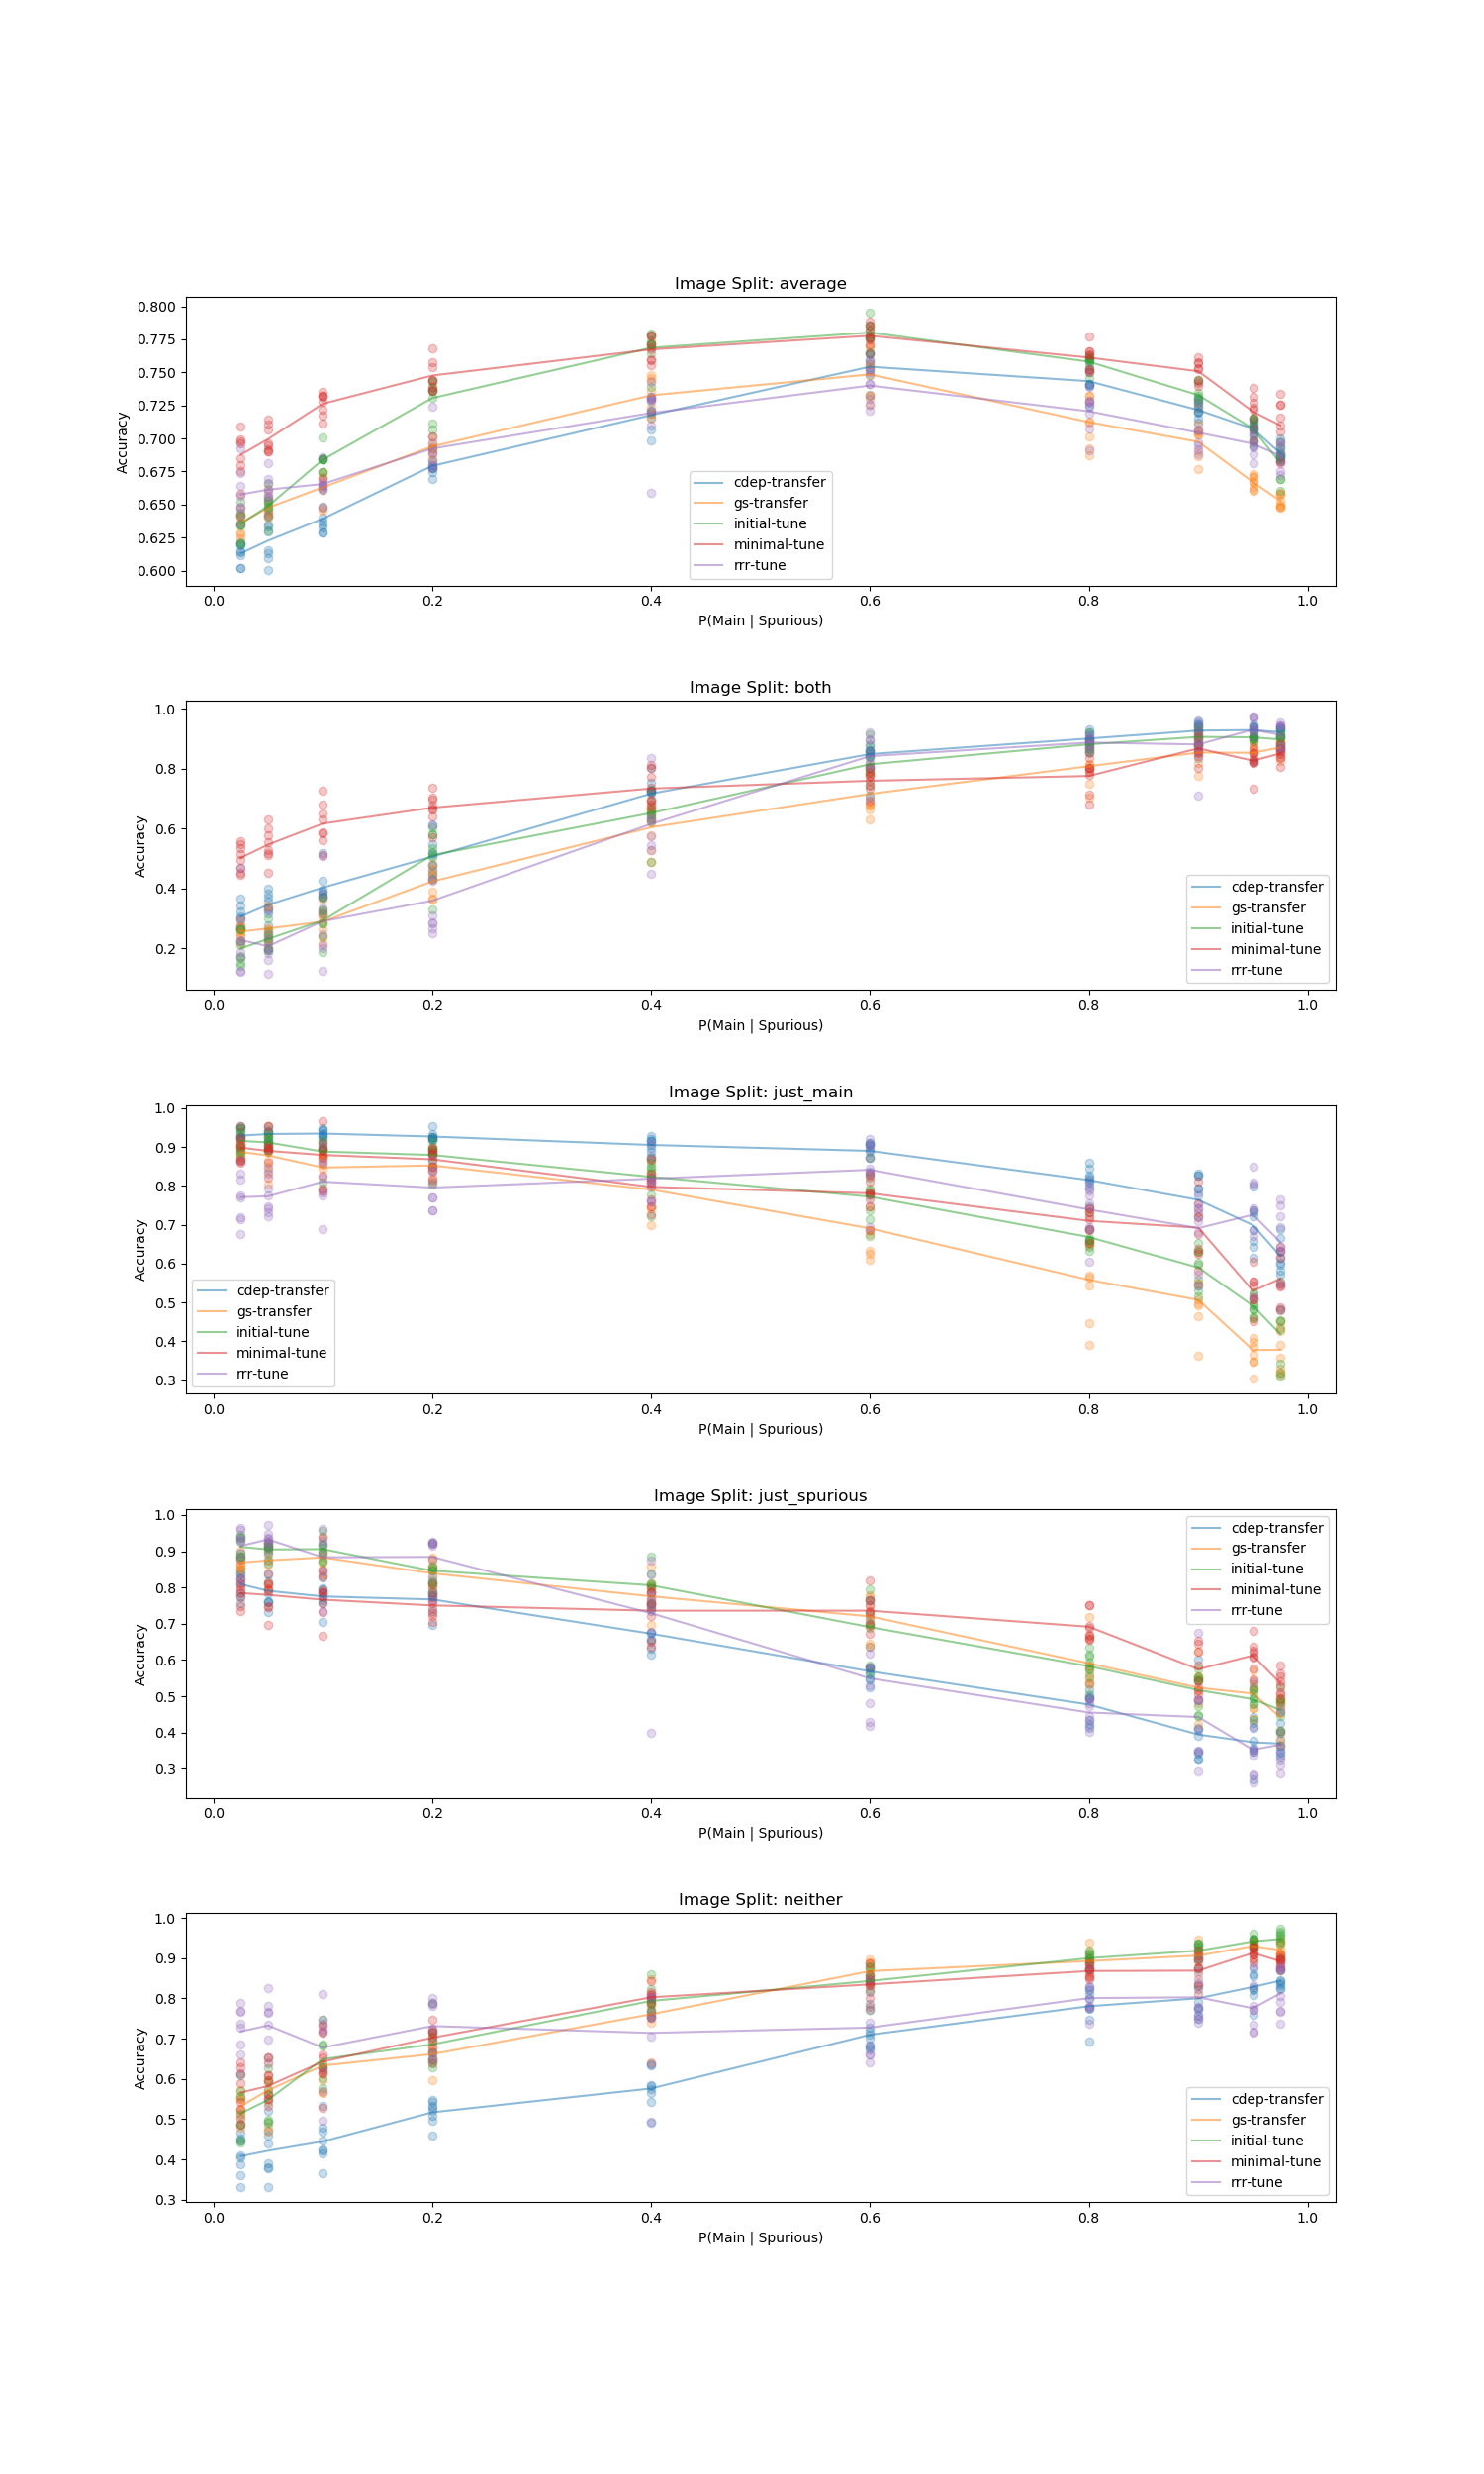 Image Split: average
0.800
0.775
0.750
0.725
0.700
0.675
0.650
0.625
0.600
Accuracy
cdep-transfer
gs-transfer
initial-tune
minimal-tune
rrr-tune
0.0 0.2 0.4 0.6 0.8 1.0
P(Main | Spurious)
Image Split: both
1.0
0.8
0.6
0.4
0.2
Accuracy
cdep-transfer
gs-transfer
initial-tune
minimal-tune
rrr-tune
0.0 0.2 0.4 0.6 0.8 1.0
P(Main | Spurious)
Image Split: just_main
1.0
0.9
0.8
0.7
0.6
0.5
0.4
0.3
Accuracy
cdep-transfer
gs-transfer
initial-tune
minimal-tune
rrr-tune
0.0 0.2 0.4 0.6 0.8 1.0
P(Main | Spurious)
Image Split: just_spurious
1.0
0.9
0.8
0.7
0.6
0.5
0.4
0.3
Accuracy
cdep-transfer
gs-transfer
initial-tune
minimal-tune
rrr-tune
0.0 0.2 0.4 0.6 0.8 1.0
P(Main | Spurious)
Image Split: neither
1.0
0.9
0.8
0.7
0.6
0.5
0.4
0.3
Accuracy
cdep-transfer
gs-transfer
initial-tune
minimal-tune
rrr-tune
0.0 0.2 0.4 0.6 0.8 1.0
P(Main | Spurious)